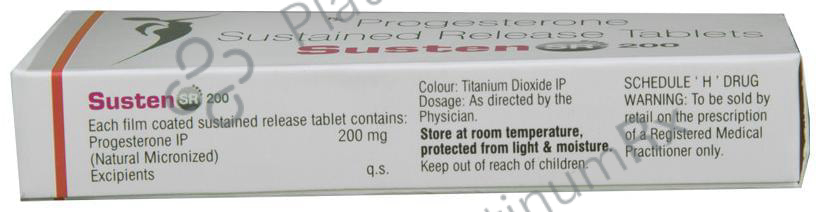 Progesterone
Sustained Release Tablets
Susten SR 200
Susten SR 200
Each film coated sustained release tablet contains:
Progesterone IP 200 mg
(Natural Micronized)
Excipients q.s.
Colour: Titanium Dioxide IP
Dosage: As directed by the
Physician.
Store at room temperature,
protected from light & moisture.
Keep out of reach of children.
SCHEDULE ' H ' DRUG
WARNING: To be sold by
retail on the prescription
of a Registered Medical
Practitioner only.